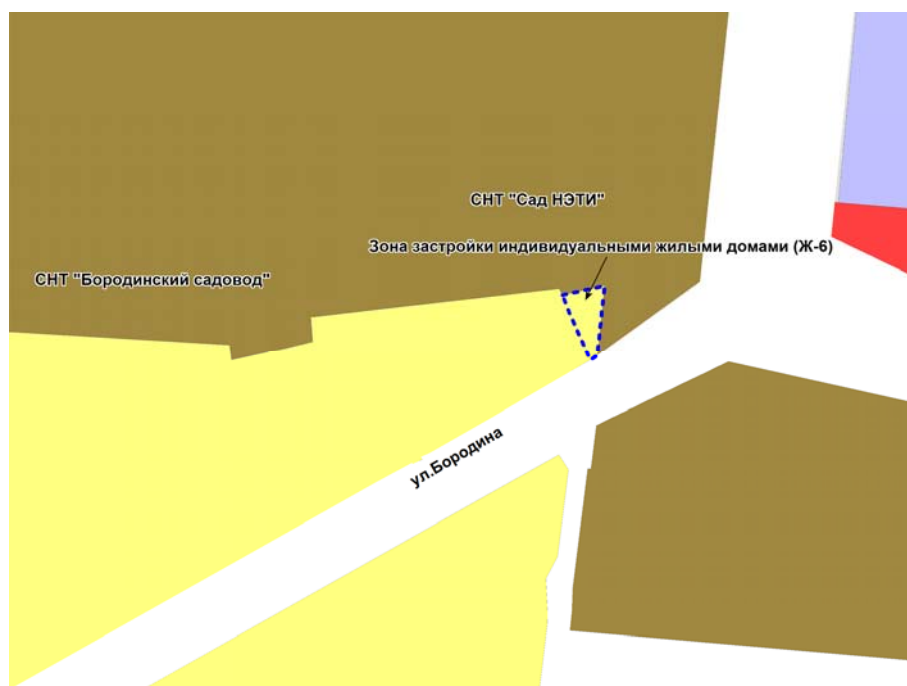 СНТ "Сад НЭТИ"
Зона застройки индивидуальными жилыми домами (Ж-6)
СНТ "Бородинский садовод"
ул.Бородина